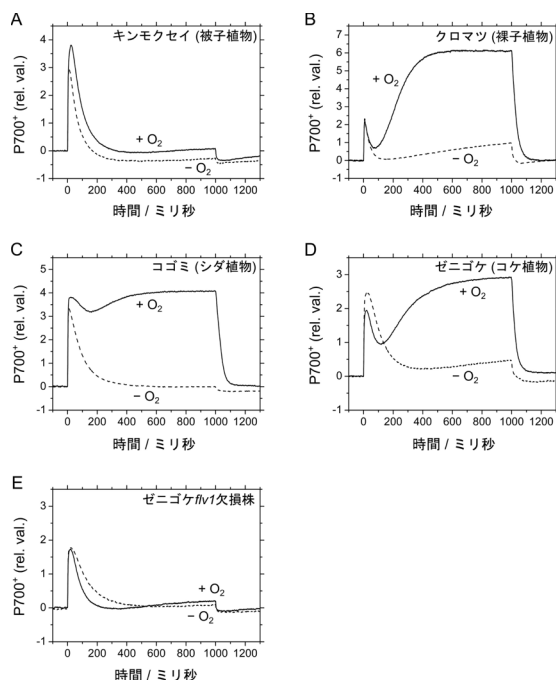 A
キンモクセイ (被子植物)
P700⁺ (rel. val.)
4
3
2
1
0
-1
+ O₂
− O₂
0 200 400 600 800 1000 1200
時間 / ミリ秒
B
クロマツ (裸子植物)
P700⁺ (rel. val.)
7
6
5
4
3
2
1
0
-1
+ O₂
− O₂
0 200 400 600 800 1000 1200
時間 / ミリ秒
C
コゴミ (シダ植物)
P700⁺ (rel. val.)
5
4
3
2
1
0
-1
+ O₂
− O₂
0 200 400 600 800 1000 1200
時間 / ミリ秒
D
ゼニゴケ (コケ植物)
P700⁺ (rel. val.)
3
2
1
0
-1
+ O₂
− O₂
0 200 400 600 800 1000 1200
時間 / ミリ秒
E
ゼニゴケflv1欠損株
P700⁺ (rel. val.)
3
2
1
0
-1
+ O₂
− O₂
0 200 400 600 800 1000 1200
時間 / ミリ秒